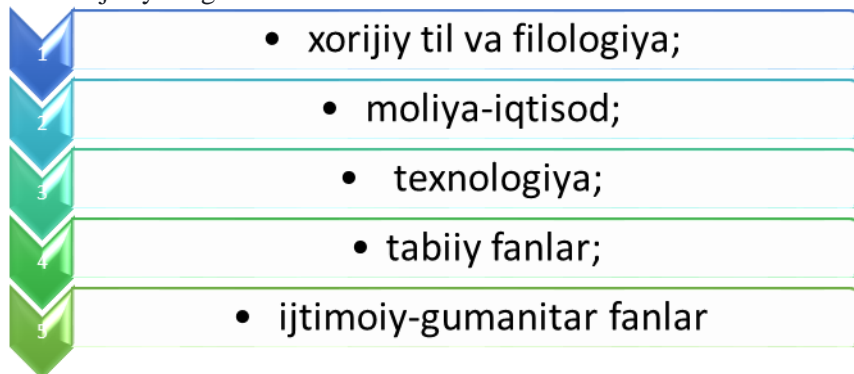 1 • xorijiy til va filologiya;
2 • moliya-iqtisod;
3 • texnologiya;
4 • tabiiy fanlar;
5 • ijtimoiy-gumanitar fanlar